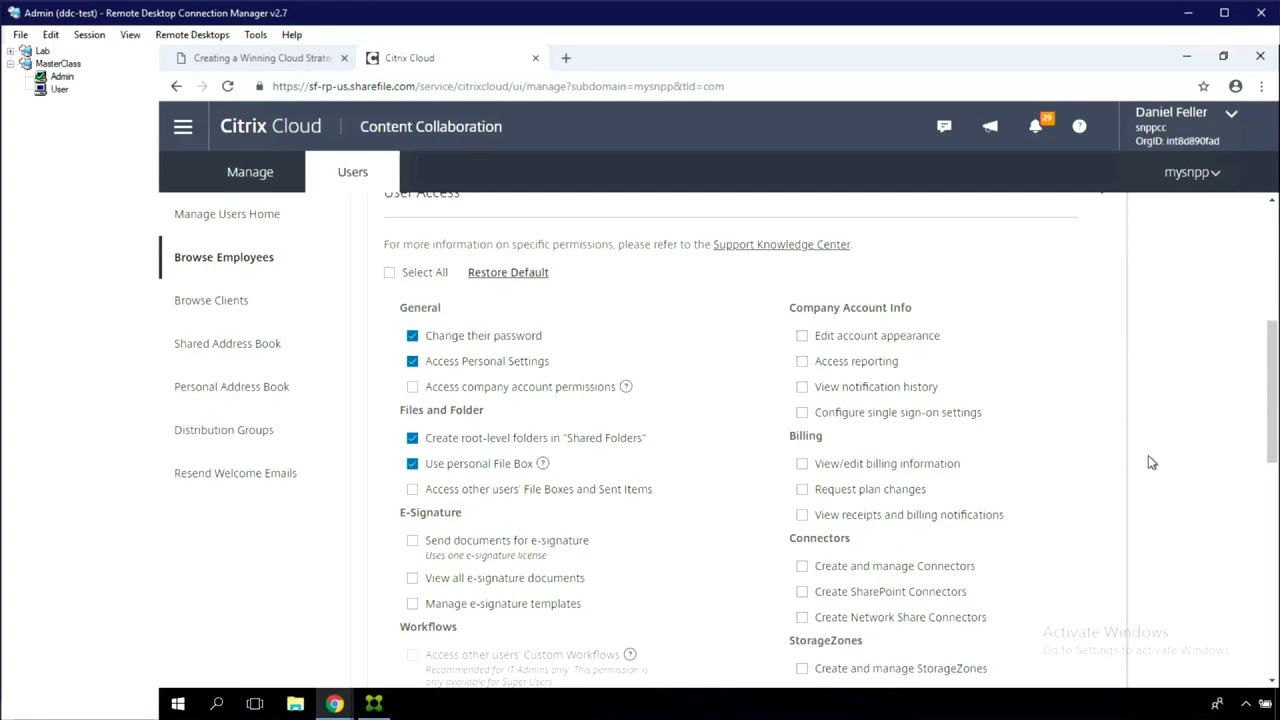 Admin (ddc-test) - Remote Desktop Connection Manager v2.7
File Edit Session View Remote Desktops Tools Help
Lab
MasterClass
Admin
User
Creating a Winning Cloud Strate
Citrix Cloud
https://sf-rp-us.sharefile.com/service/citrixcloud/ui/manage?subdomain=mysnpp&tld=com
Citrix Cloud
Content Collaboration
29
Daniel Feller
snppcc
OrgID: int8d890fad
Manage
Users
mysnpp
Manage Users Home
Browse Employees
Browse Clients
Shared Address Book
Personal Address Book
Distribution Groups
Resend Welcome Emails
User Access
For more information on specific permissions, please refer to the Support Knowledge Center.
Select All Restore Default
General
Change their password
Access Personal Settings
Access company account permissions ?
Files and Folder
Create root-level folders in "Shared Folders"
Use personal File Box ?
Access other users' File Boxes and Sent Items
E-Signature
Send documents for e-signature
Uses one e-signature license
View all e-signature documents
Manage e-signature templates
Workflows
Access other users' Custom Workflows ?
Recommended for IT Admins only. This permission is
only available for Super Users.
Company Account Info
Edit account appearance
Access reporting
View notification history
Configure single sign-on settings
Billing
View/edit billing information
Request plan changes
View receipts and billing notifications
Connectors
Create and manage Connectors
Create SharePoint Connectors
Create Network Share Connectors
StorageZones
Create and manage StorageZones
Activate Windows
Go to Settings to activate Windows.